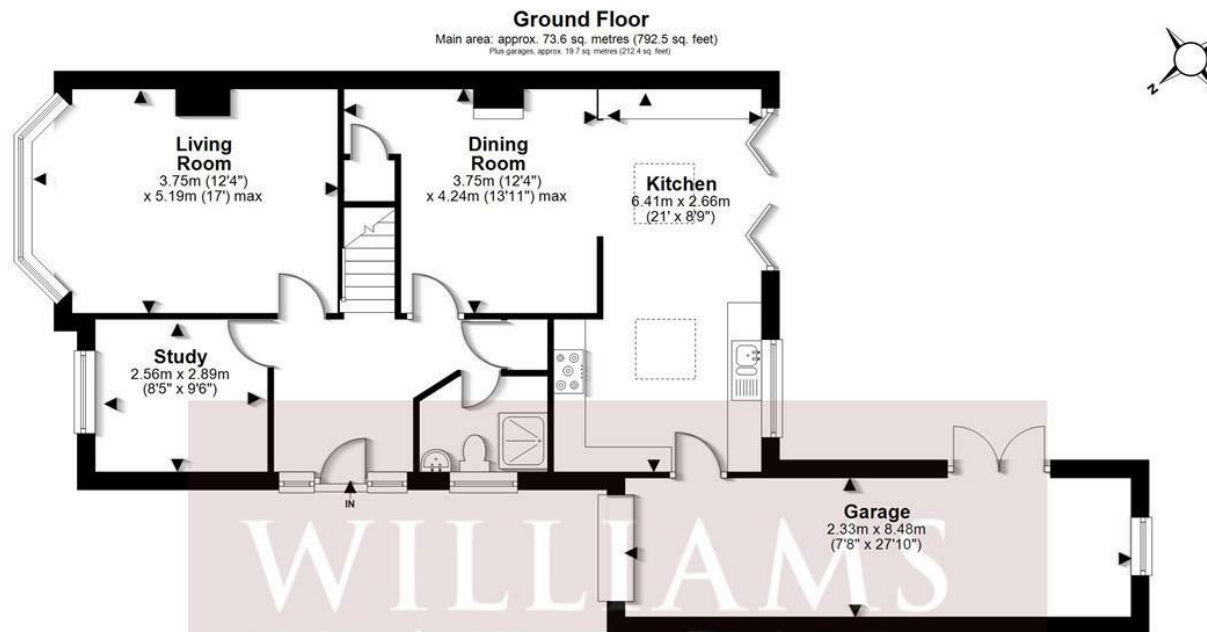 Ground Floor
Main area: approx. 73.6 sq. metres (792.5 sq. feet)
Plus garages, approx. 19.7 sq. metres (212.4 sq. feet)
N
Living
Room
3.75m (12'4")
x 5.19m (17') max
Dining
Room
3.75m (12'4")
x 4.24m (13'11") max
Kitchen
6.41m x 2.66m
(21' x 8'9")
Study
2.56m x 2.89m
(8'5" x 9'6")
IN
Garage
2.33m x 8.48m
(7'8" x 27'10")
WILLIAMS